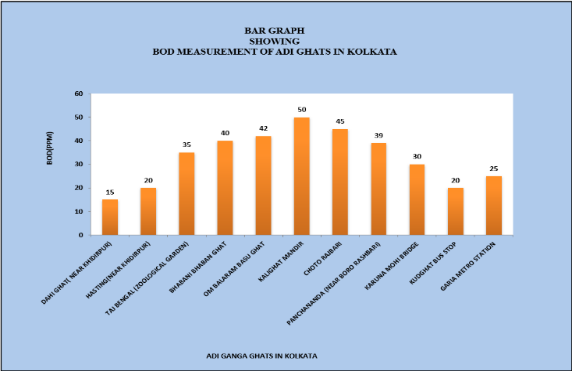 BAR GRAPH
SHOWING
BOD MEASUREMENT OF ADI GHATS IN KOLKATA
BOD(PPM)
60
50
40
30
20
10
0
15
20
35
40
42
50
45
39
30
20
25
DAHI GHAT( NEAR KHIDIRPUR)
HASTING(NEAR KHIDIRPUR)
TAJ BENGAL (ZOOLOGICAL GARDEN)
BHABANI BHABAN GHAT
OM BALARAM BASU GHAT
KALIGHAT MANDIR
CHOTO RAJBARI
PANCHANANDA (NEAR BORO RASHBARI)
KARUNA MOHI BRIDGE
KUDGHAT BUS STOP
GARIA METRO STATION
ADI GANGA GHATS IN KOLKATA